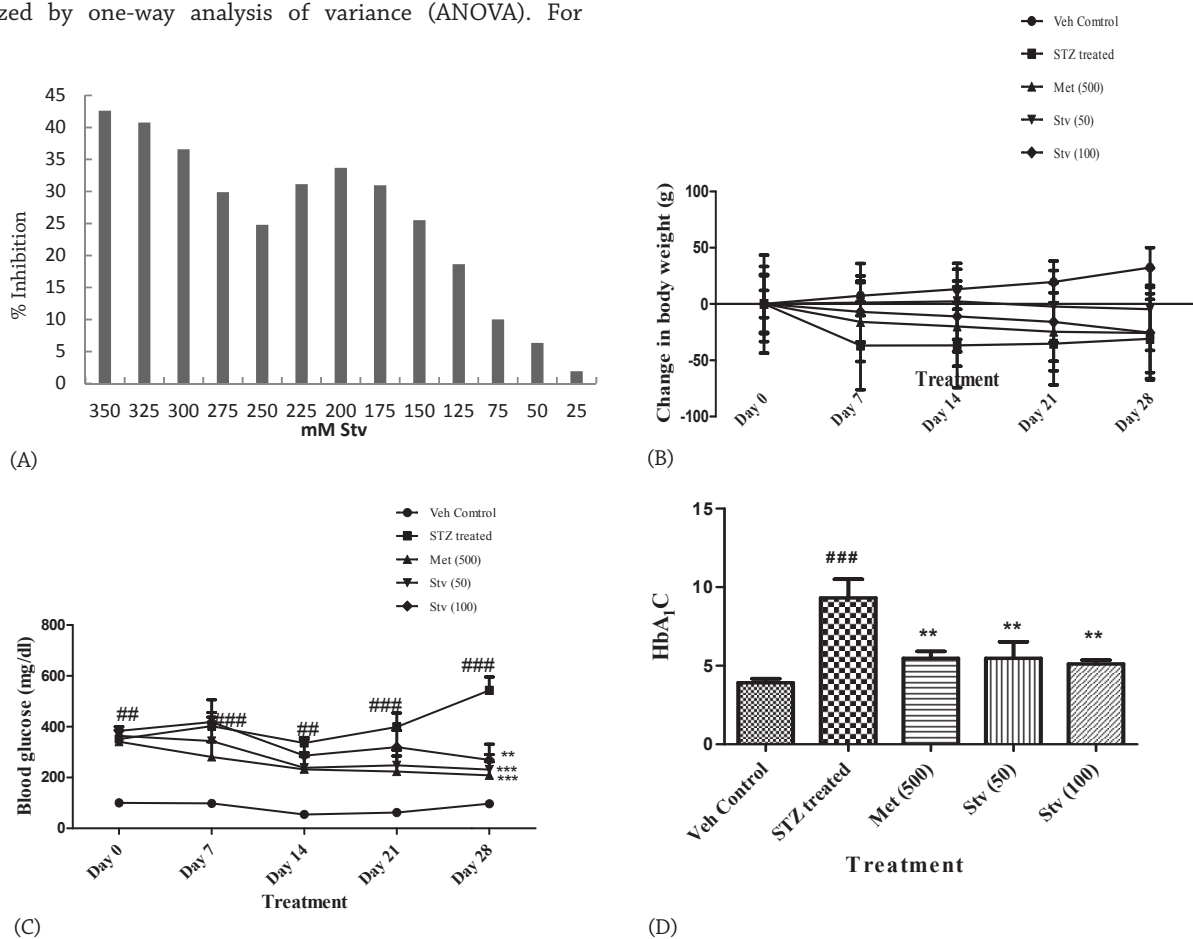 zed by one-way analysis of variance (ANOVA). For
45
40
35
30
25
20
15
10
5
0
% Inhibition
350 325 300 275 250 225 200 175 150 125 75 50 25
mM Stv
(A)
Veh Comtrol
STZ treated
Met (500)
Stv (50)
Stv (100)
100
50
0
-50
-100
Change in body weight (g)
Treatment
Day 0 Day 7 Day 14 Day 21 Day 28
(B)
Veh Comtrol
STZ treated
Met (500)
Stv (50)
Stv (100)
800
600
400
200
0
Blood glucose (mg/dl)
## ### ## ### ###
**
***
***
Day 0 Day 7 Day 14 Day 21 Day 28
Treatment
(C)
15
10
5
0
HbA1C
###
** ** **
Veh Control STZ treated Met (500) Stv (50) Stv (100)
Treatment
(D)